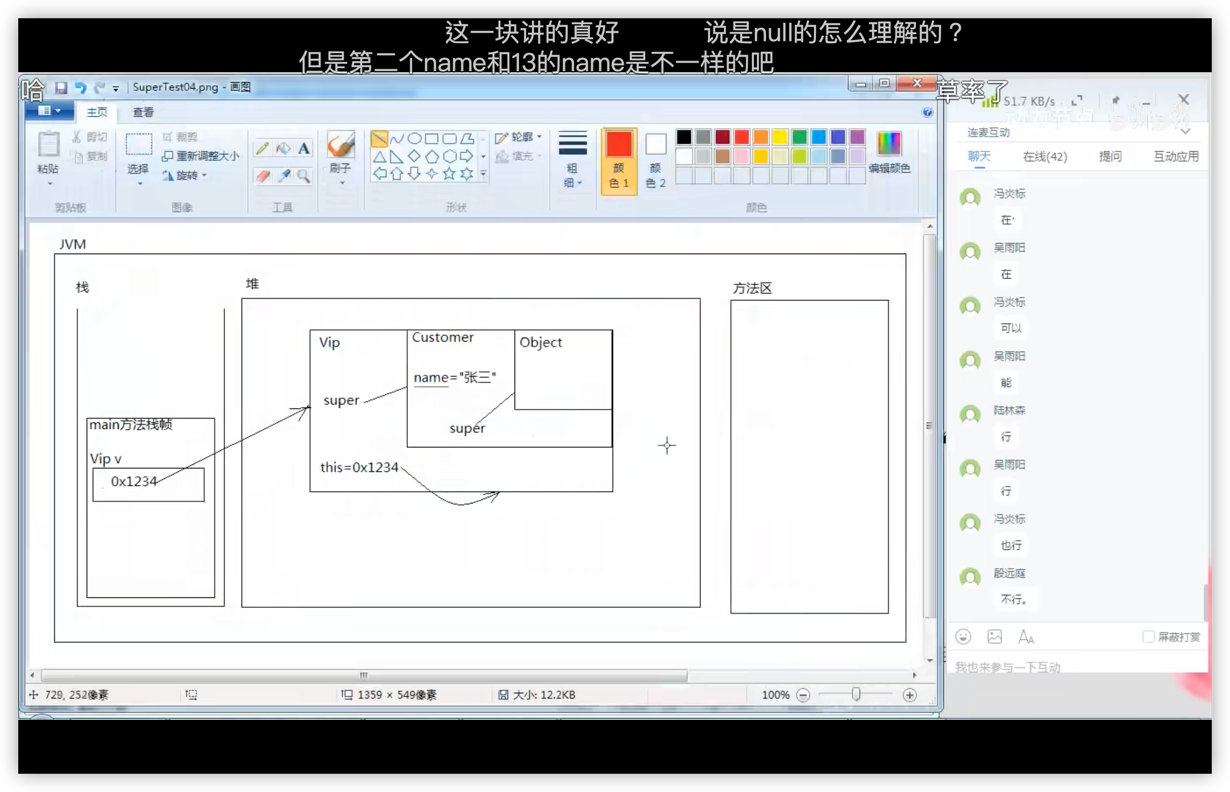 这一块讲的真好
说是null的怎么理解的？
但是第二个name和13的name是不一样的吧
哈
SuperTest04.png - 画图
草率了
51.7 KB/s
主页
查看
连麦互动
聊天
在线(42)
提问
互动应用
粘贴
剪切
复制
剪贴板
选择
裁剪
重新调整大小
旋转
图像
A
工具
刷子
轮廓
填充
形状
粗
细
颜
色 1
颜
色 2
编辑颜色
颜色
JVM
栈
main方法栈帧
Vip v
0x1234
堆
Vip
super
this=0x1234
Customer
name="张三"
super
Object
方法区
冯炎标
在·
吴雨阳
在
冯炎标
可以
吴雨阳
能
陆林森
行
吴雨阳
行
冯炎标
也行
殷远庭
不行。
屏蔽打赏
我也来参与一下互动
729, 252像素
1359 × 549像素
大小: 12.2KB
100%